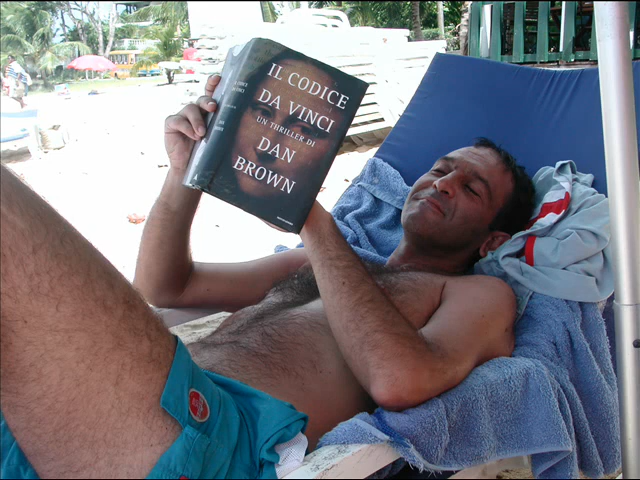 IL CODICE
DA VINCI
UN THRILLER DI
DAN
BROWN